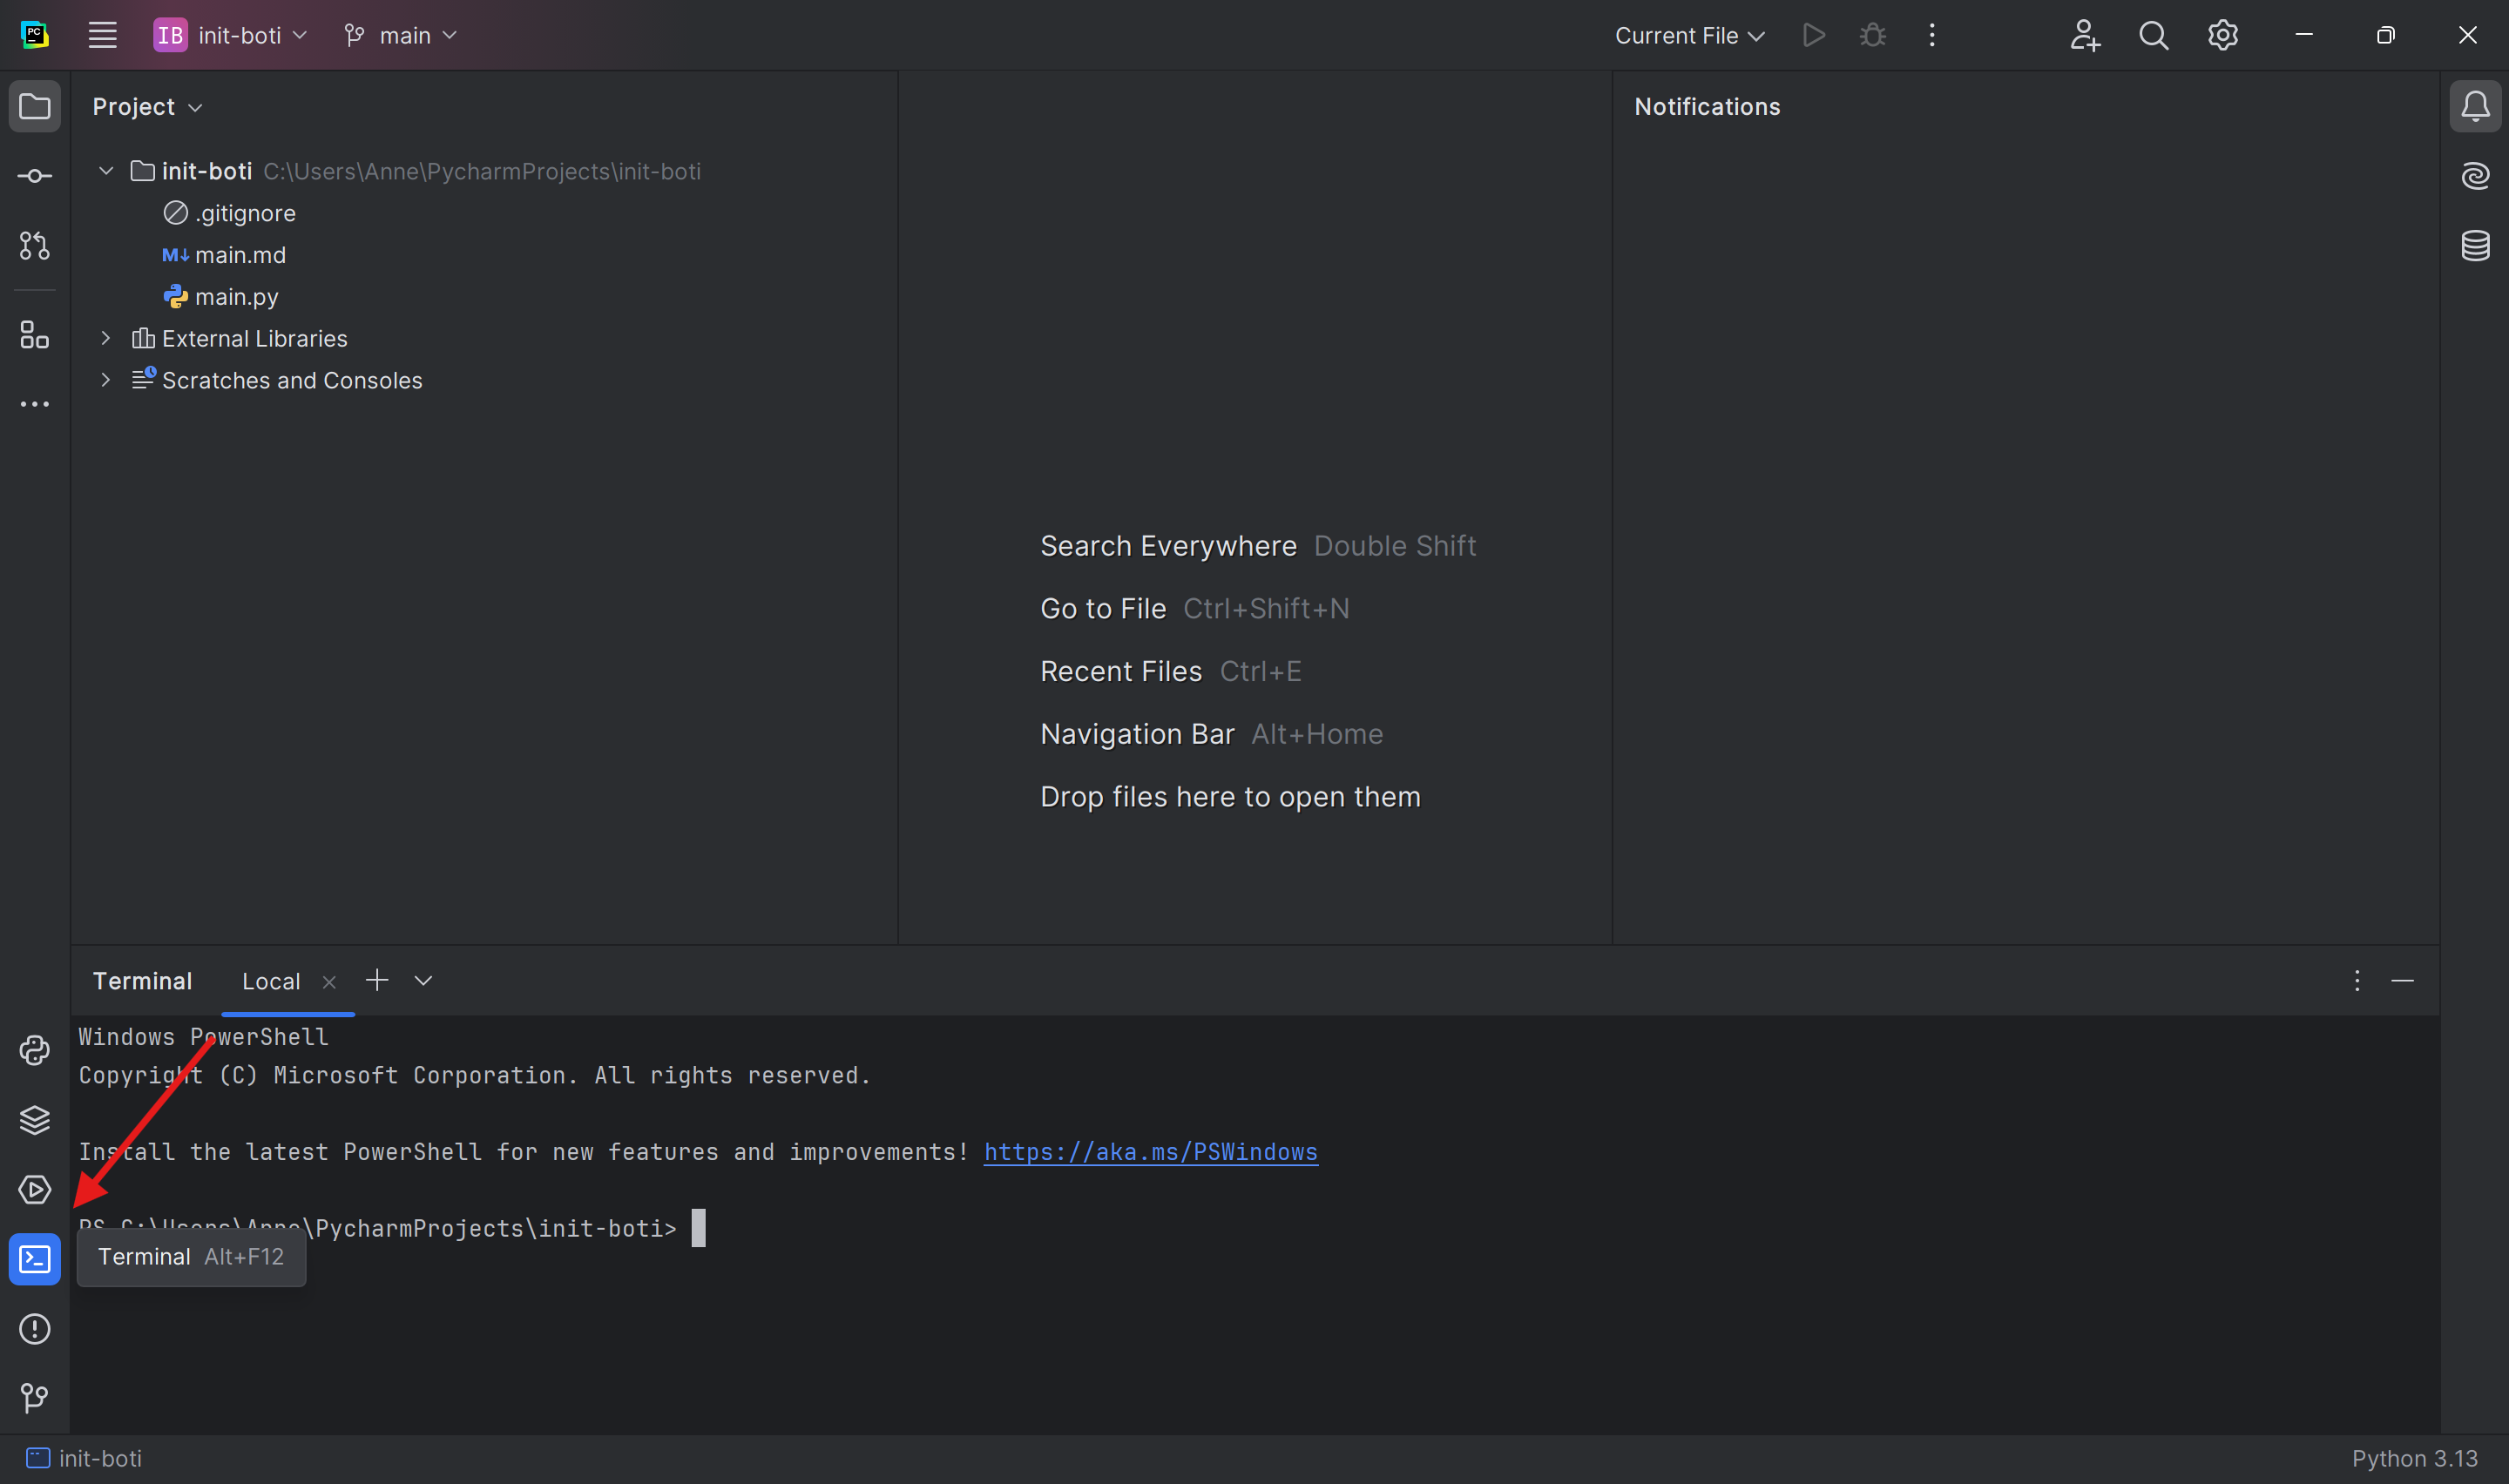 PC
IB init-boti
main
Current File
Project
init-boti C:\Users\Anne\PycharmProjects\init-boti
.gitignore
M↓ main.md
main.py
External Libraries
Scratches and Consoles
Notifications
Search Everywhere Double Shift
Go to File Ctrl+Shift+N
Recent Files Ctrl+E
Navigation Bar Alt+Home
Drop files here to open them
Terminal Local
Windows PowerShell
Copyright (C) Microsoft Corporation. All rights reserved.
Install the latest PowerShell for new features and improvements! https://aka.ms/PSWindows
PS C:\Users\Anne\PycharmProjects\init-boti>
Terminal Alt+F12
init-boti
Python 3.13